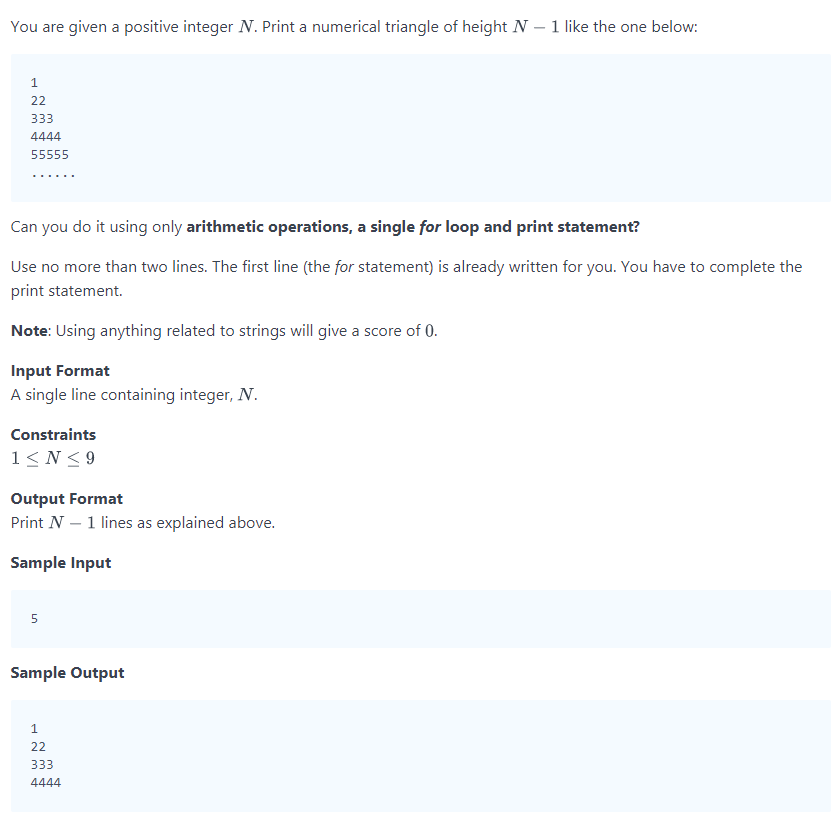 You are given a positive integer N. Print a numerical triangle of height N − 1 like the one below:
1
22
333
4444
55555
......
Can you do it using only arithmetic operations, a single for loop and print statement?
Use no more than two lines. The first line (the for statement) is already written for you. You have to complete the
print statement.
Note: Using anything related to strings will give a score of 0.
Input Format
A single line containing integer, N.
Constraints
1 ≤ N ≤ 9
Output Format
Print N − 1 lines as explained above.
Sample Input
5
Sample Output
1
22
333
4444